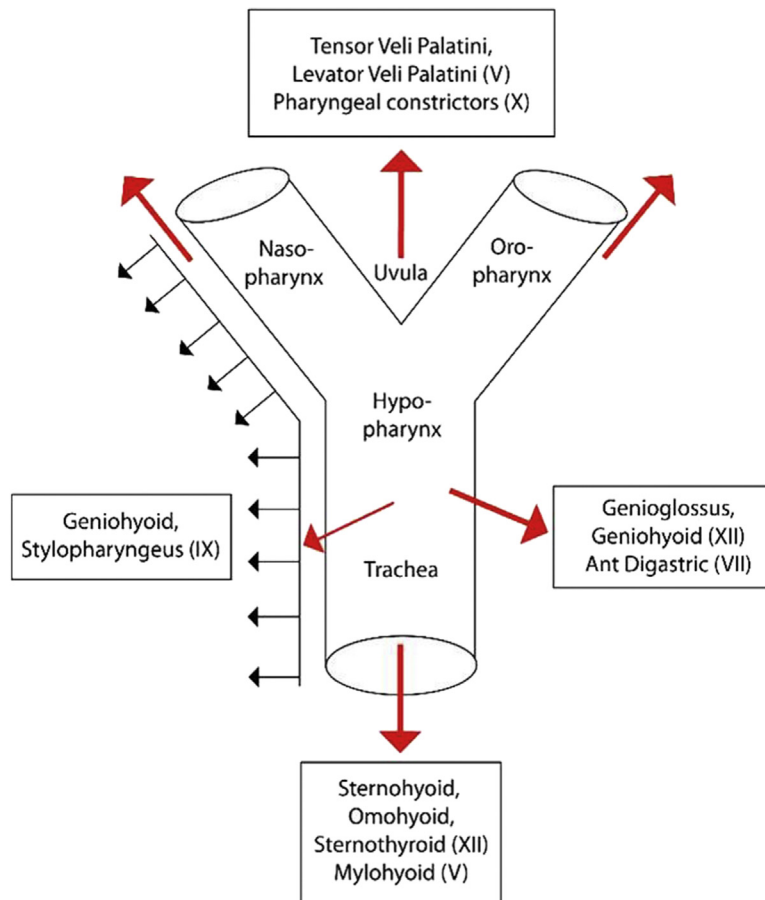 Tensor Veli Palatini,
Levator Veli Palatini (V)
Pharyngeal constrictors (X)
Naso-
pharynx
Uvula
Oro-
pharynx
Hypo-
pharynx
Geniohyoid,
Stylopharyngeus (IX)
Genioglossus,
Geniohyoid (XII)
Ant Digastric (VII)
Trachea
Sternohyoid,
Omohyoid,
Sternothyroid (XII)
Mylohyoid (V)